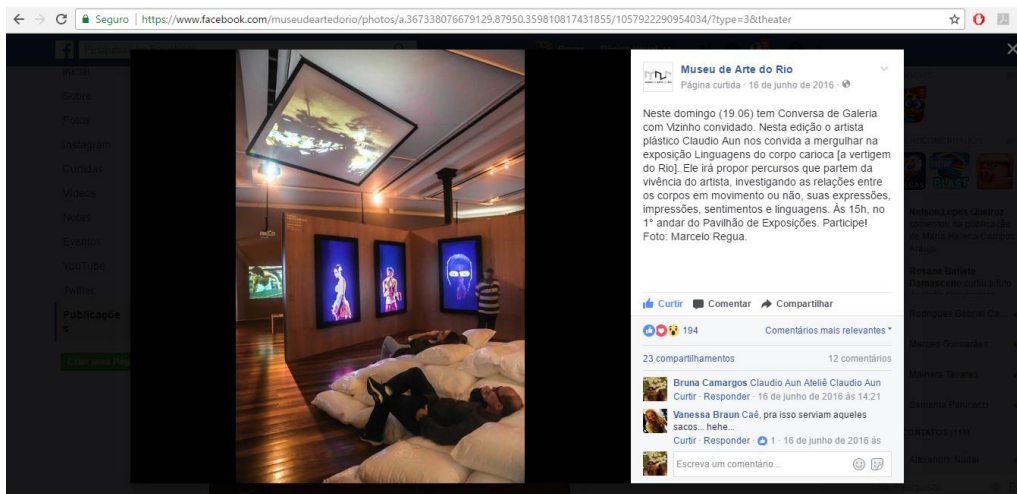 Seguro | https://www.facebook.com/museudeartedorio/photos/a.367338076679129.87950.359810817431855/1057922290954034/?type=3&theater
Sobre
Fotos
Instagram
Curtidas
Vídeos
Notas
Eventos
YouTube
Twitter
Publicaçõe
s
Museu de Arte do Rio
Página curtida · 16 de junho de 2016 ·
Neste domingo (19.06) tem Conversa de Galeria
com Vizinho convidado. Nesta edição o artista
plástico Claudio Aun nos convida a mergulhar na
exposição Linguagens do corpo carioca [a vertigem
do Rio]. Ele irá propor percursos que partem da
vivência do artista, investigando as relações entre
os corpos em movimento ou não, suas expressões,
impressões, sentimentos e linguagens. Às 15h, no
1° andar do Pavilhão de Exposições. Participe!
Foto: Marcelo Regua.
Curtir Comentar Compartilhar
194 Comentários mais relevantes
23 compartilhamentos 12 comentários
Bruna Camargos Claudio Aun Ateliê Claudio Aun
Curtir · Responder · 16 de junho de 2016 às 14:21
Vanessa Braun Caê, pra isso serviam aqueles
sacos... hehe...
Curtir · Responder · 1 · 16 de junho de 2016 às
Escreva um comentário...
BLAST